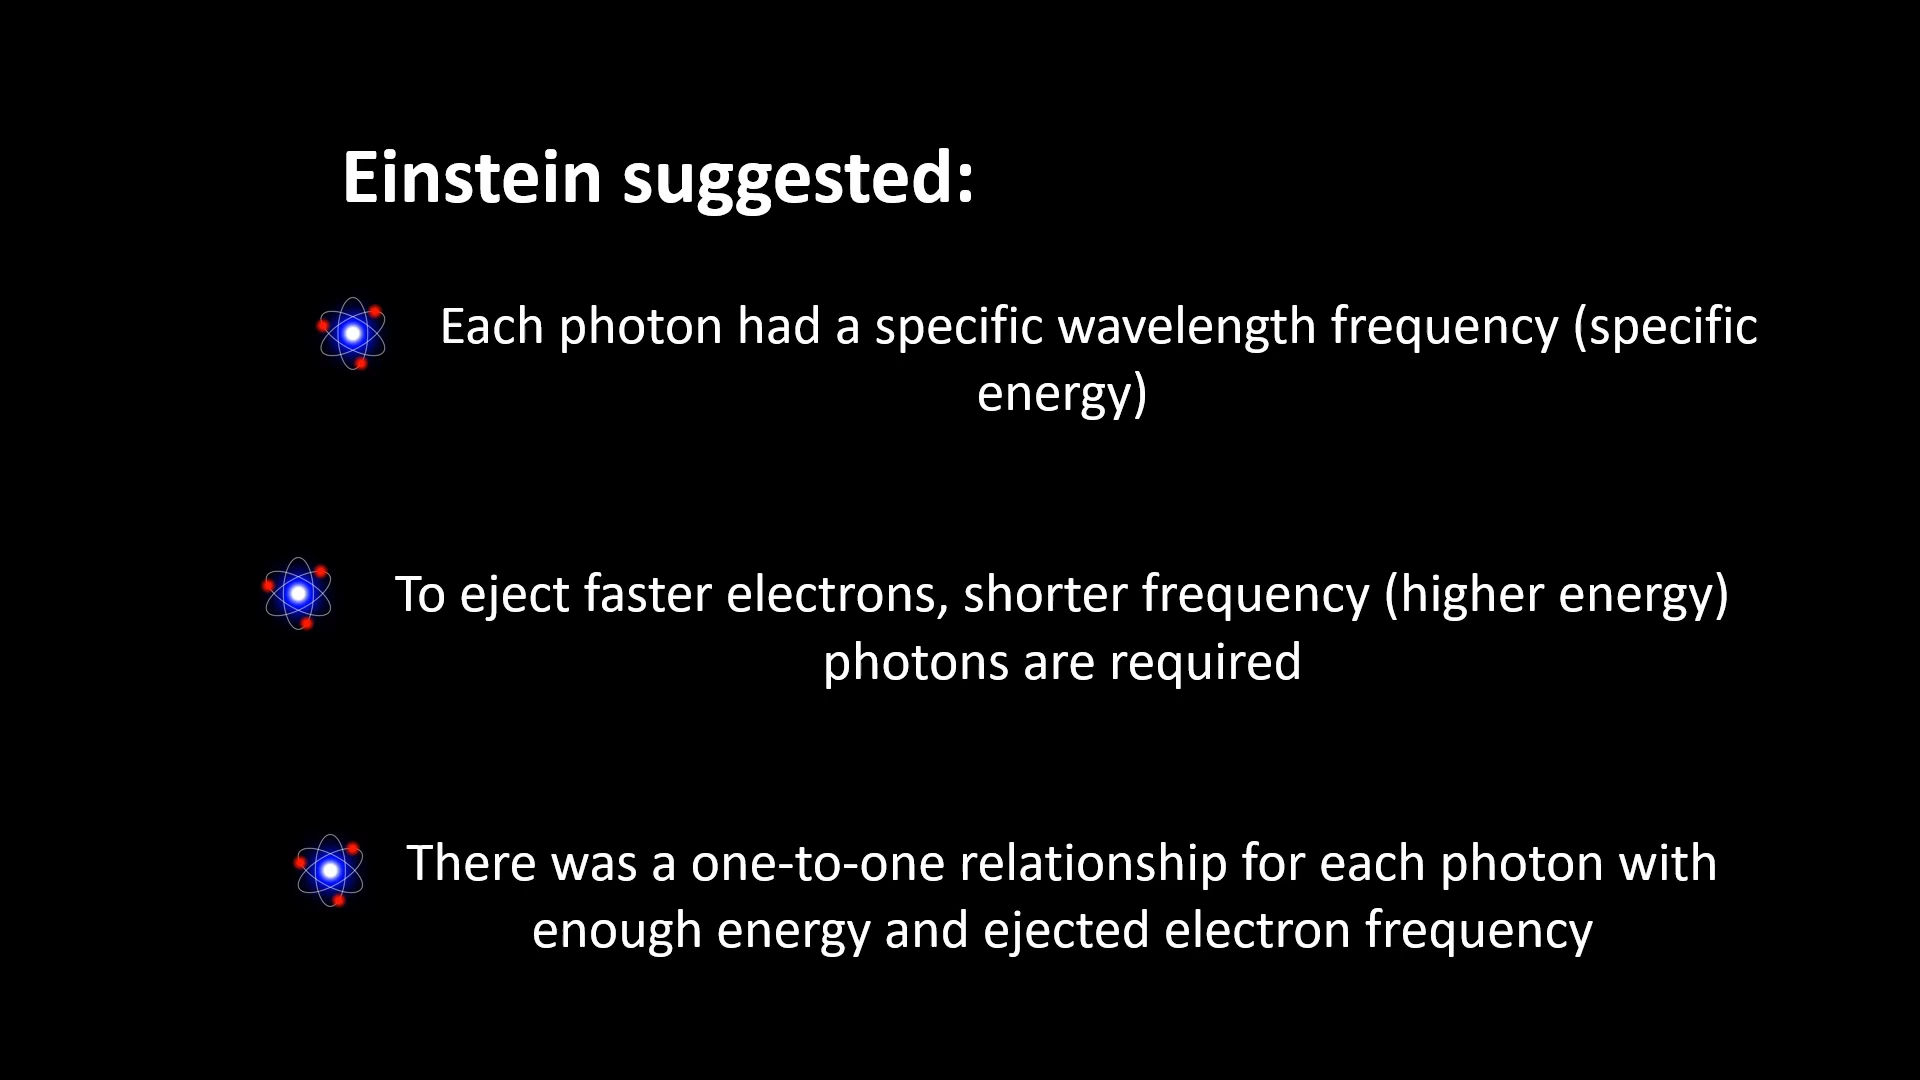 Einstein suggested:
Each photon had a specific wavelength frequency (specific
energy)
To eject faster electrons, shorter frequency (higher energy)
photons are required
There was a one-to-one relationship for each photon with
enough energy and ejected electron frequency